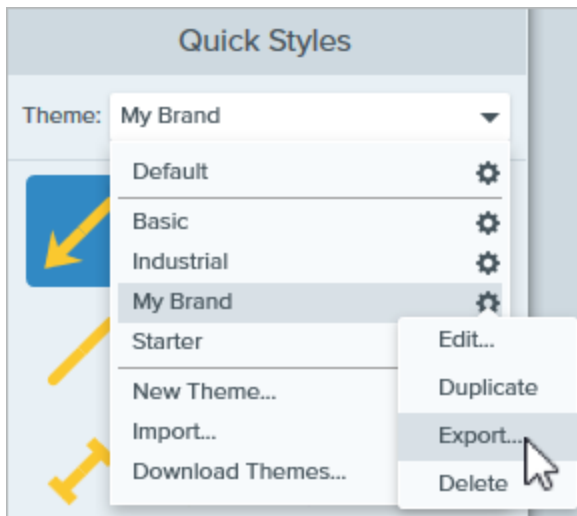 Quick Styles
Theme: My Brand
Default
Basic
Industrial
My Brand
Starter
New Theme...
Import...
Download Themes...
Edit...
Duplicate
Export...
Delete